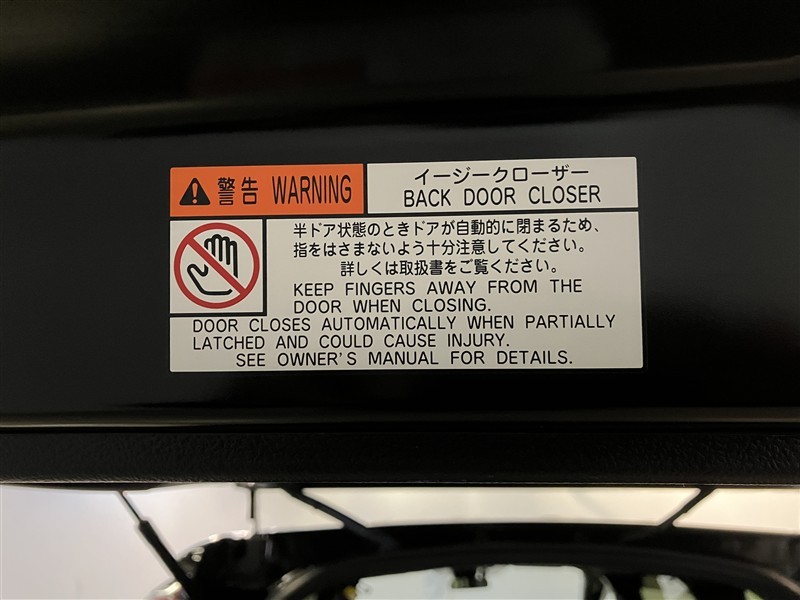 警告 WARNING
イージークローザー
BACK DOOR CLOSER
半ドア状態のときドアが自動的に閉まるため、
指をはさまないよう十分注意してください。
詳しくは取扱書をご覧ください。
KEEP FINGERS AWAY FROM THE
DOOR WHEN CLOSING.
DOOR CLOSES AUTOMATICALLY WHEN PARTIALLY
LATCHED AND COULD CAUSE INJURY.
SEE OWNER'S MANUAL FOR DETAILS.